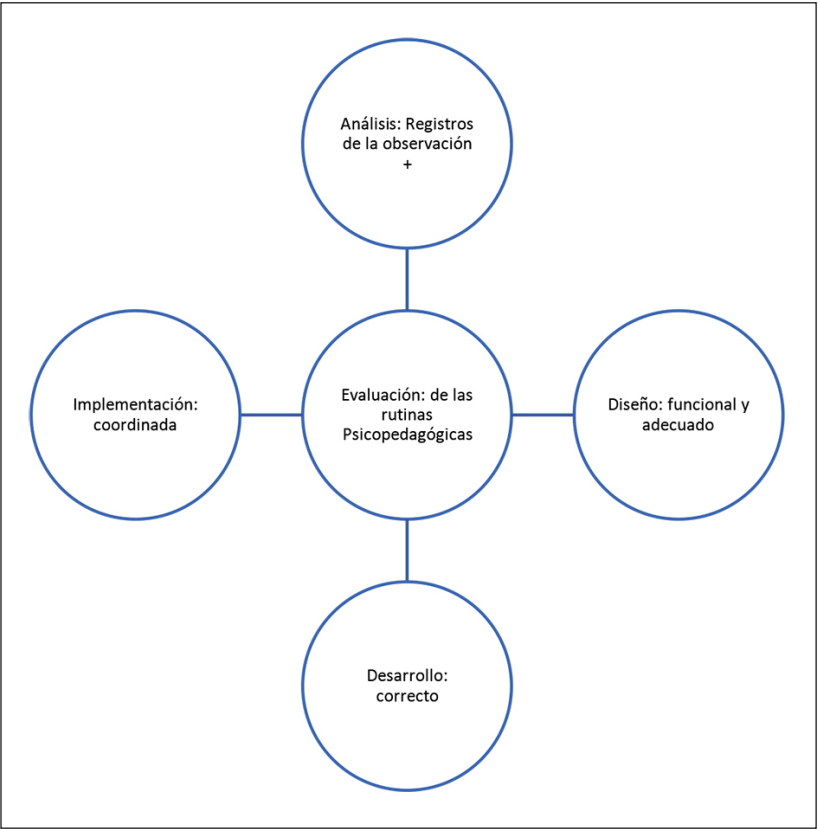 Análisis: Registros
de la observación
+
Implementación:
coordinada
Evaluación: de las
rutinas
Psicopedagógicas
Diseño: funcional y
adecuado
Desarrollo:
correcto